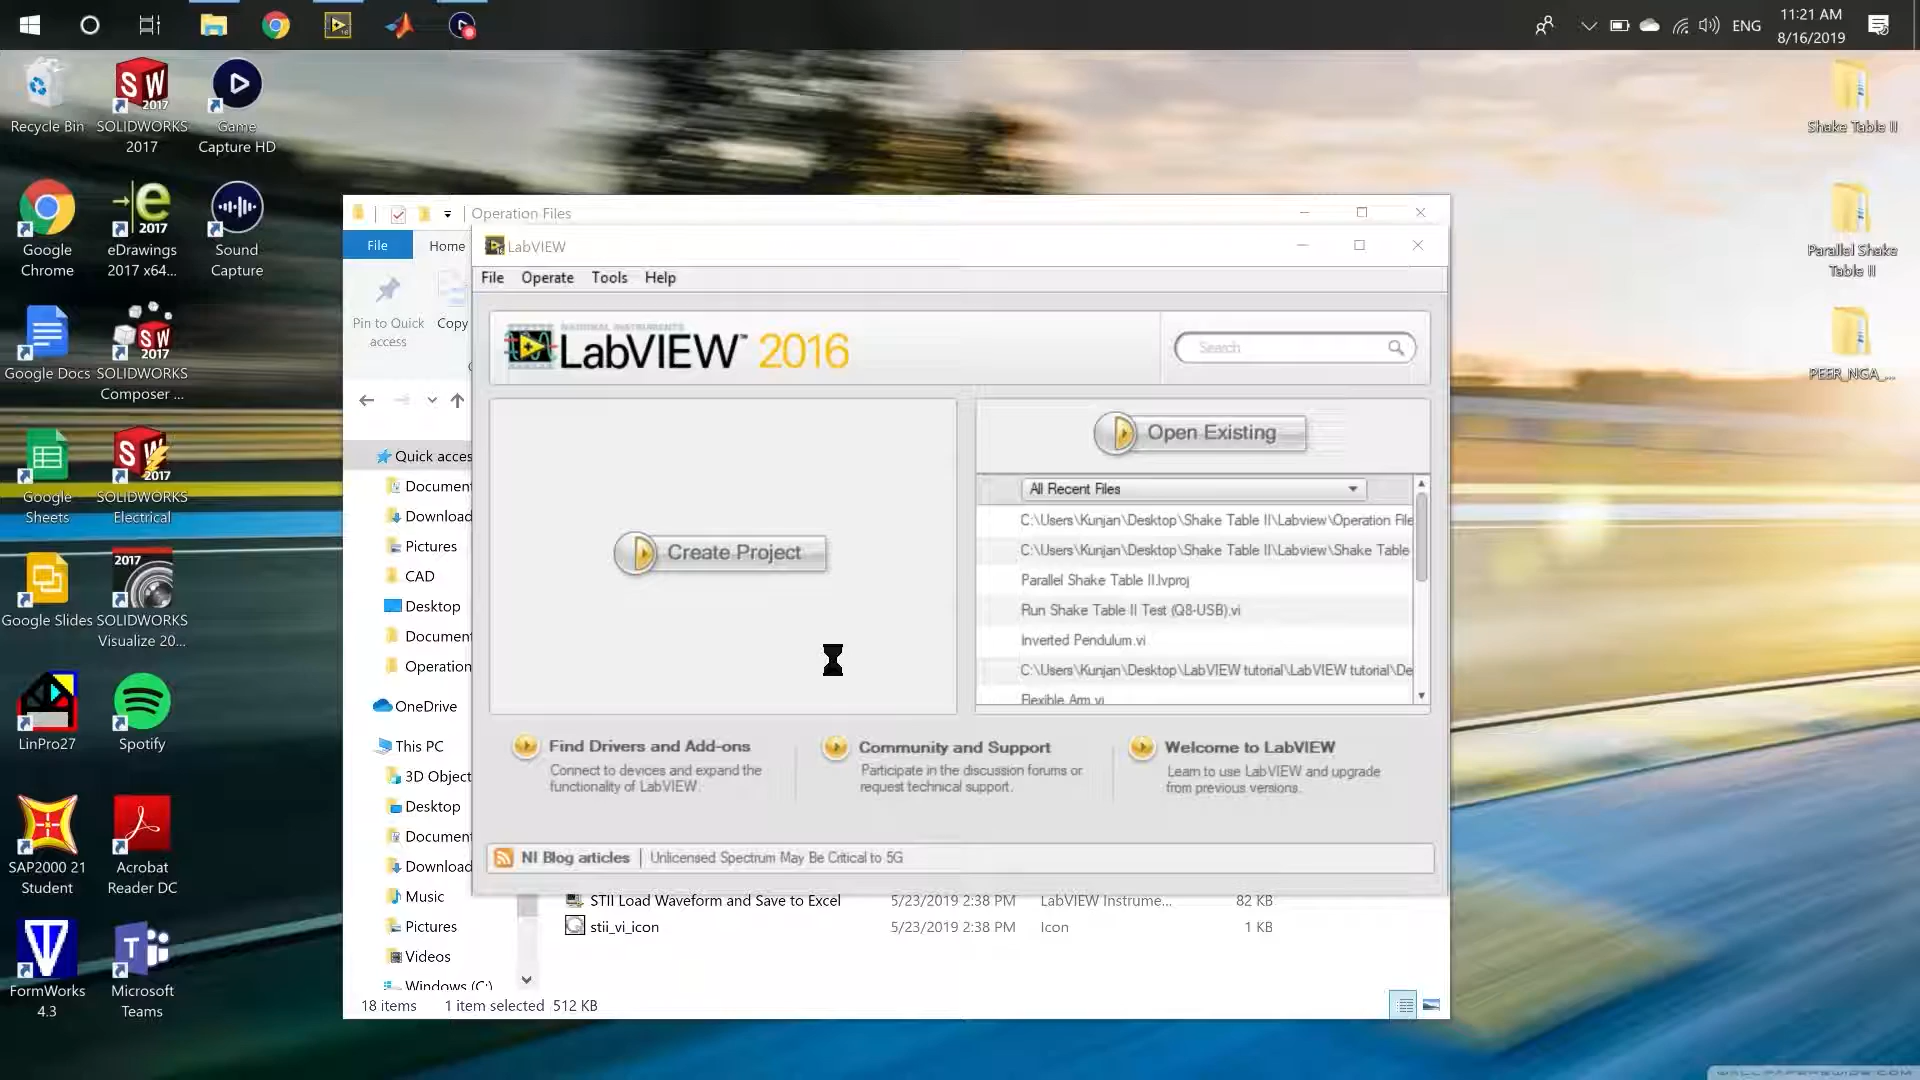 ENG
11:21 AM
8/16/2019
Recycle Bin
SOLIDWORKS
2017
Game
Capture HD
Google
Chrome
eDrawings
2017 x64...
Sound
Capture
Google Docs
SOLIDWORKS
Composer ...
Google
Sheets
SOLIDWORKS
Electrical
Google Slides
SOLIDWORKS
Visualize 20...
LinPro27
Spotify
SAP2000 21
Student
Acrobat
Reader DC
FormWorks
4.3
Microsoft
Teams
Shake Table II
Parallel Shake
Table II
PEER_NGA_...
Operation Files
File
Home
Pin to Quick
access
Copy
Quick acces
Documen
Download
Pictures
CAD
Desktop
Documen
Operation
OneDrive
This PC
3D Object
Desktop
Documen
Download
Music
Pictures
Videos
Windows (C:)
STII Load Waveform and Save to Excel 5/23/2019 2:38 PM LabVIEW Instrume... 82 KB
stii_vi_icon 5/23/2019 2:38 PM Icon 1 KB
18 items 1 item selected 512 KB
LabVIEW
File Operate Tools Help
NATIONAL INSTRUMENTS
LabVIEW™ 2016
Search
Create Project
Open Existing
All Recent Files
C:\Users\Kunjan\Desktop\Shake Table II\Labview\Operation File
C:\Users\Kunjan\Desktop\Shake Table II\Labview\Shake Table
Parallel Shake Table II.lvproj
Run Shake Table II Test (Q8-USB).vi
Inverted Pendulum.vi
C:\Users\Kunjan\Desktop\LabVIEW tutorial\LabVIEW tutorial\De
Flexible Arm.vi
Find Drivers and Add-ons
Connect to devices and expand the
functionality of LabVIEW.
Community and Support
Participate in the discussion forums or
request technical support.
Welcome to LabVIEW
Learn to use LabVIEW and upgrade
from previous versions.
NI Blog articles | Unlicensed Spectrum May Be Critical to 5G